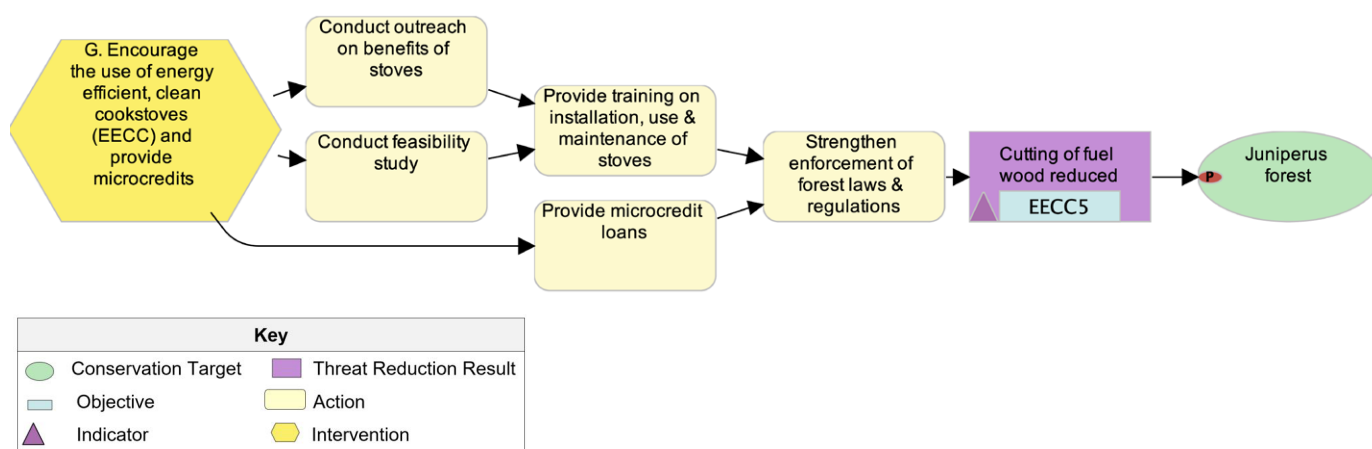 G. Encourage
the use of energy
efficient, clean
cookstoves
(EECC) and
provide
microcredits
Conduct outreach
on benefits of
stoves
Conduct feasibility
study
Provide training on
installation, use &
maintenance of
stoves
Provide microcredit
loans
Strengthen
enforcement of
forest laws &
regulations
Cutting of fuel
wood reduced
EECC5
P
Juniperus
forest
Key
Conservation Target
Threat Reduction Result
Objective
Action
Indicator
Intervention